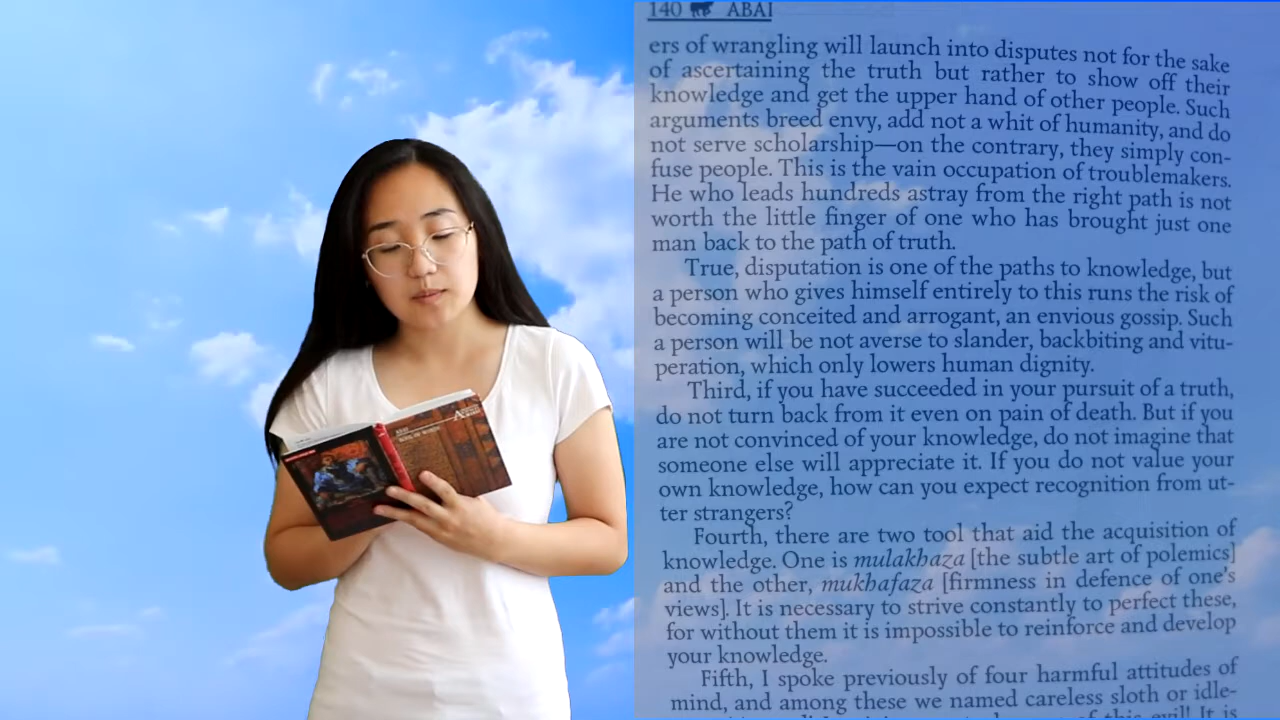 140 ABAI
ers of wrangling will launch into disputes not for the sake
of ascertaining the truth but rather to show off their
knowledge and get the upper hand of other people. Such
arguments breed envy, add not a whit of humanity, and do
not serve scholarship—on the contrary, they simply con-
fuse people. This is the vain occupation of troublemakers.
He who leads hundreds astray from the right path is not
worth the little finger of one who has brought just one
man back to the path of truth.
True, disputation is one of the paths to knowledge, but
a person who gives himself entirely to this runs the risk of
becoming conceited and arrogant, an envious gossip. Such
a person will be not averse to slander, backbiting and vitu-
peration, which only lowers human dignity.
Third, if you have succeeded in your pursuit of a truth,
do not turn back from it even on pain of death. But if you
are not convinced of your knowledge, do not imagine that
someone else will appreciate it. If you do not value your
own knowledge, how can you expect recognition from ut-
ter strangers?
Fourth, there are two tool that aid the acquisition of
knowledge. One is mulakhaza [the subtle art of polemics]
and the other, mukhafaza [firmness in defence of one's
views]. It is necessary to strive constantly to perfect these,
for without them it is impossible to reinforce and develop
your knowledge.
Fifth, I spoke previously of four harmful attitudes of
mind, and among these we named careless sloth or idle-
of this evil! It is